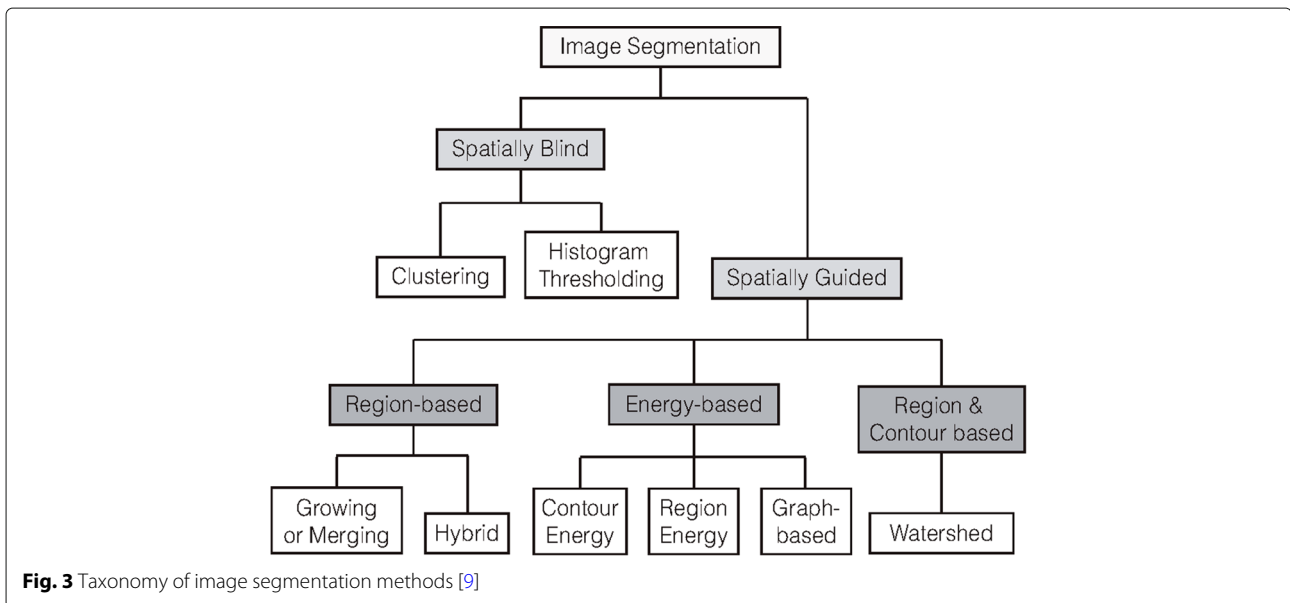 Image Segmentation
Spatially Blind
Clustering
Histogram
Thresholding
Spatially Guided
Region-based
Energy-based
Region &
Contour based
Growing
or Merging
Hybrid
Contour
Energy
Region
Energy
Graph-
based
Watershed
Fig. 3 Taxonomy of image segmentation methods [9]